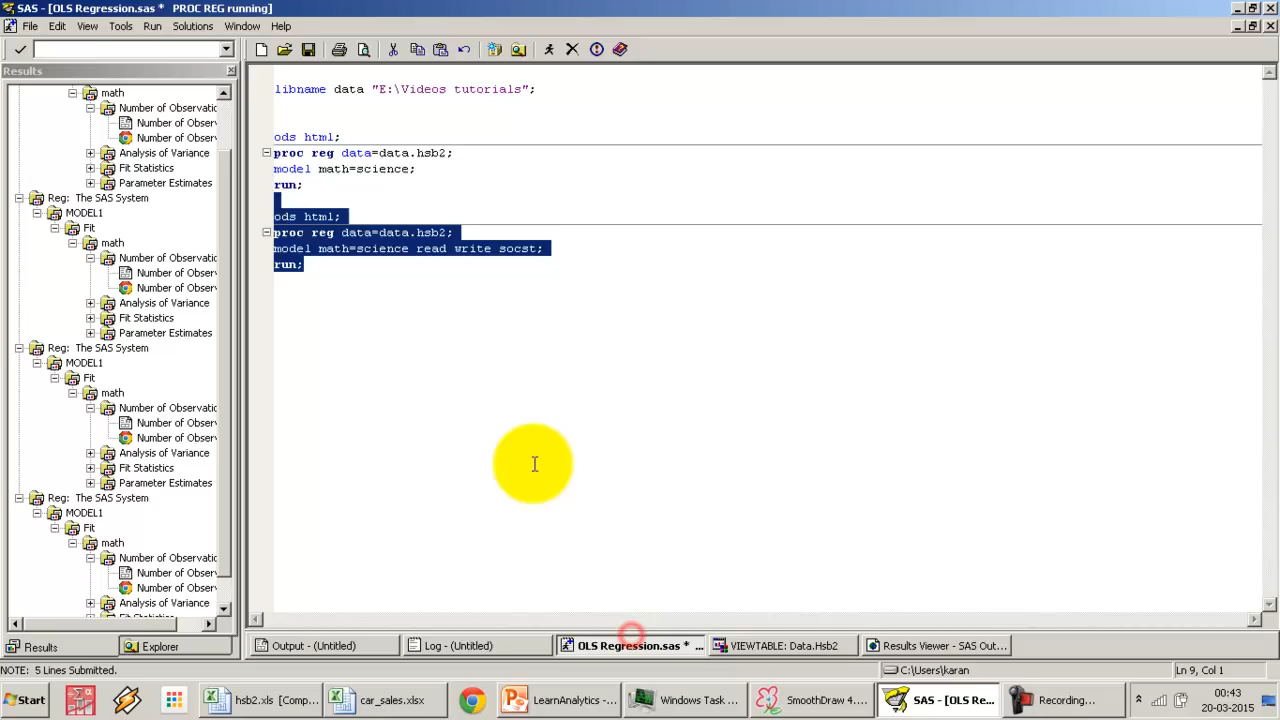 SAS - [OLS Regression.sas * PROC REG running]
File Edit View Tools Run Solutions Window Help
Results
math
Number of Observatic
Number of Obser
Number of Obser
Analysis of Variance
Fit Statistics
Parameter Estimates
Reg: The SAS System
MODEL1
Fit
math
Number of Observatic
Number of Obser
Number of Obser
Analysis of Variance
Fit Statistics
Parameter Estimates
Reg: The SAS System
MODEL1
Fit
math
Number of Observatic
Number of Obser
Number of Obser
Analysis of Variance
Fit Statistics
Parameter Estimates
Reg: The SAS System
MODEL1
Fit
math
Number of Observatic
Number of Obser
Number of Obser
Analysis of Variance
libname data "E:\Videos tutorials";
ods html;
proc reg data=data.hsb2;
model math=science;
run;
ods html;
proc reg data=data.hsb2;
model math=science read write socst;
run;
Results Explorer
Output - (Untitled) Log - (Untitled) OLS Regression.sas * ... VIEWTABLE: Data.Hsb2 Results Viewer - SAS Out...
NOTE: 5 Lines Submitted. C:\Users\karan Ln 9, Col 1
Start hsb2.xls [Comp... car_sales.xlsx LearnAnalytics -... Windows Task ... SmoothDraw 4.... SAS - [OLS Re... Recording... 00:43
20-03-2015